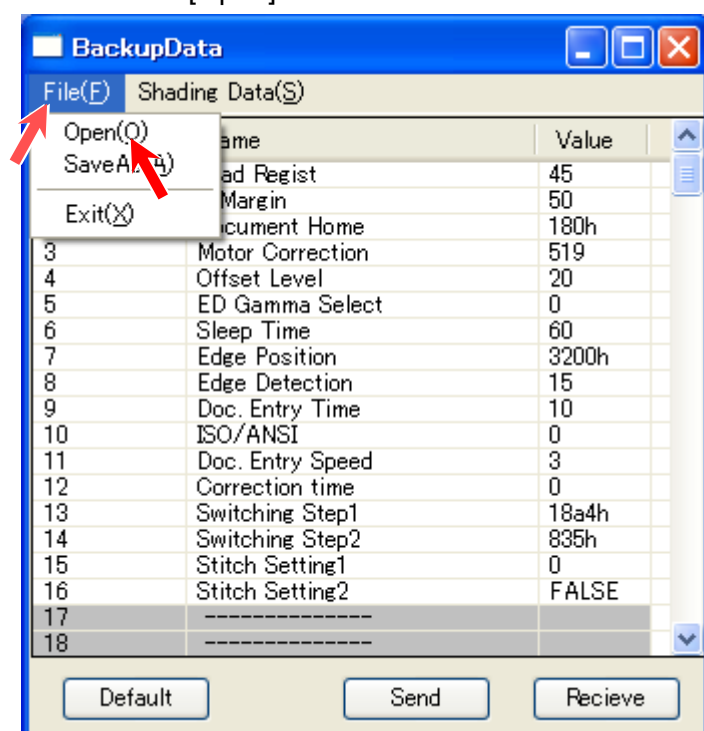 BackupData
File(F) Shading Data(S)
Open(O)
ame Value
SaveAs(A)
ad Regist 45
Margin 50
Exit(X)
cument Home 180h
3 Motor Correction 519
4 Offset Level 20
5 ED Gamma Select 0
6 Sleep Time 60
7 Edge Position 3200h
8 Edge Detection 15
9 Doc. Entry Time 10
10 ISO/ANSI 0
11 Doc. Entry Speed 3
12 Correction time 0
13 Switching Step1 18a4h
14 Switching Step2 835h
15 Stitch Setting1 0
16 Stitch Setting2 FALSE
17 --------------
18 --------------
Default Send Recieve